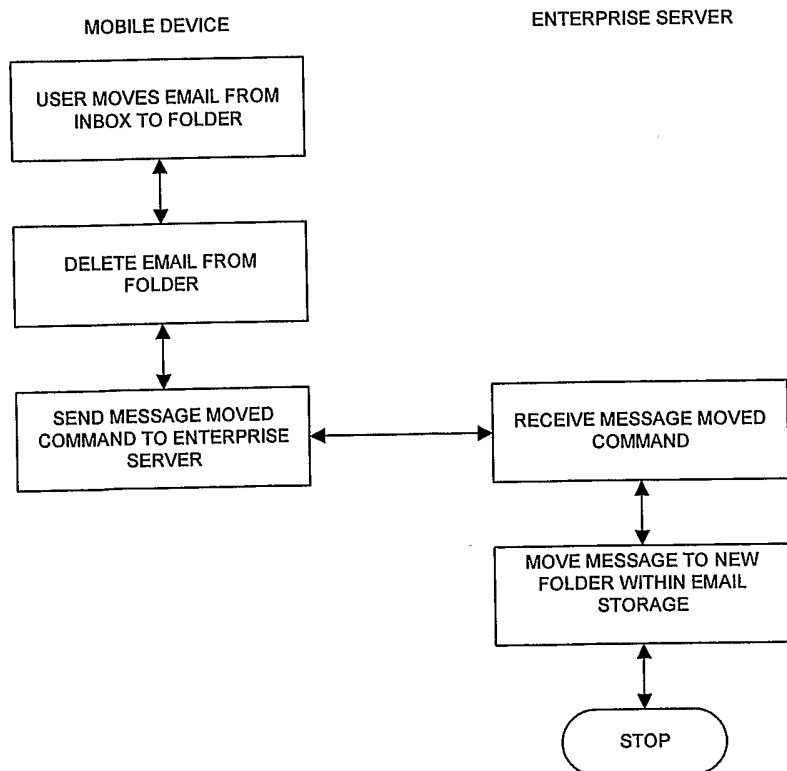 MOBILE DEVICE
ENTERPRISE SERVER
USER MOVES EMAIL FROM
INBOX TO FOLDER
DELETE EMAIL FROM
FOLDER
SEND MESSAGE MOVED
COMMAND TO ENTERPRISE
SERVER
RECEIVE MESSAGE MOVED
COMMAND
MOVE MESSAGE TO NEW
FOLDER WITHIN EMAIL
STORAGE
STOP